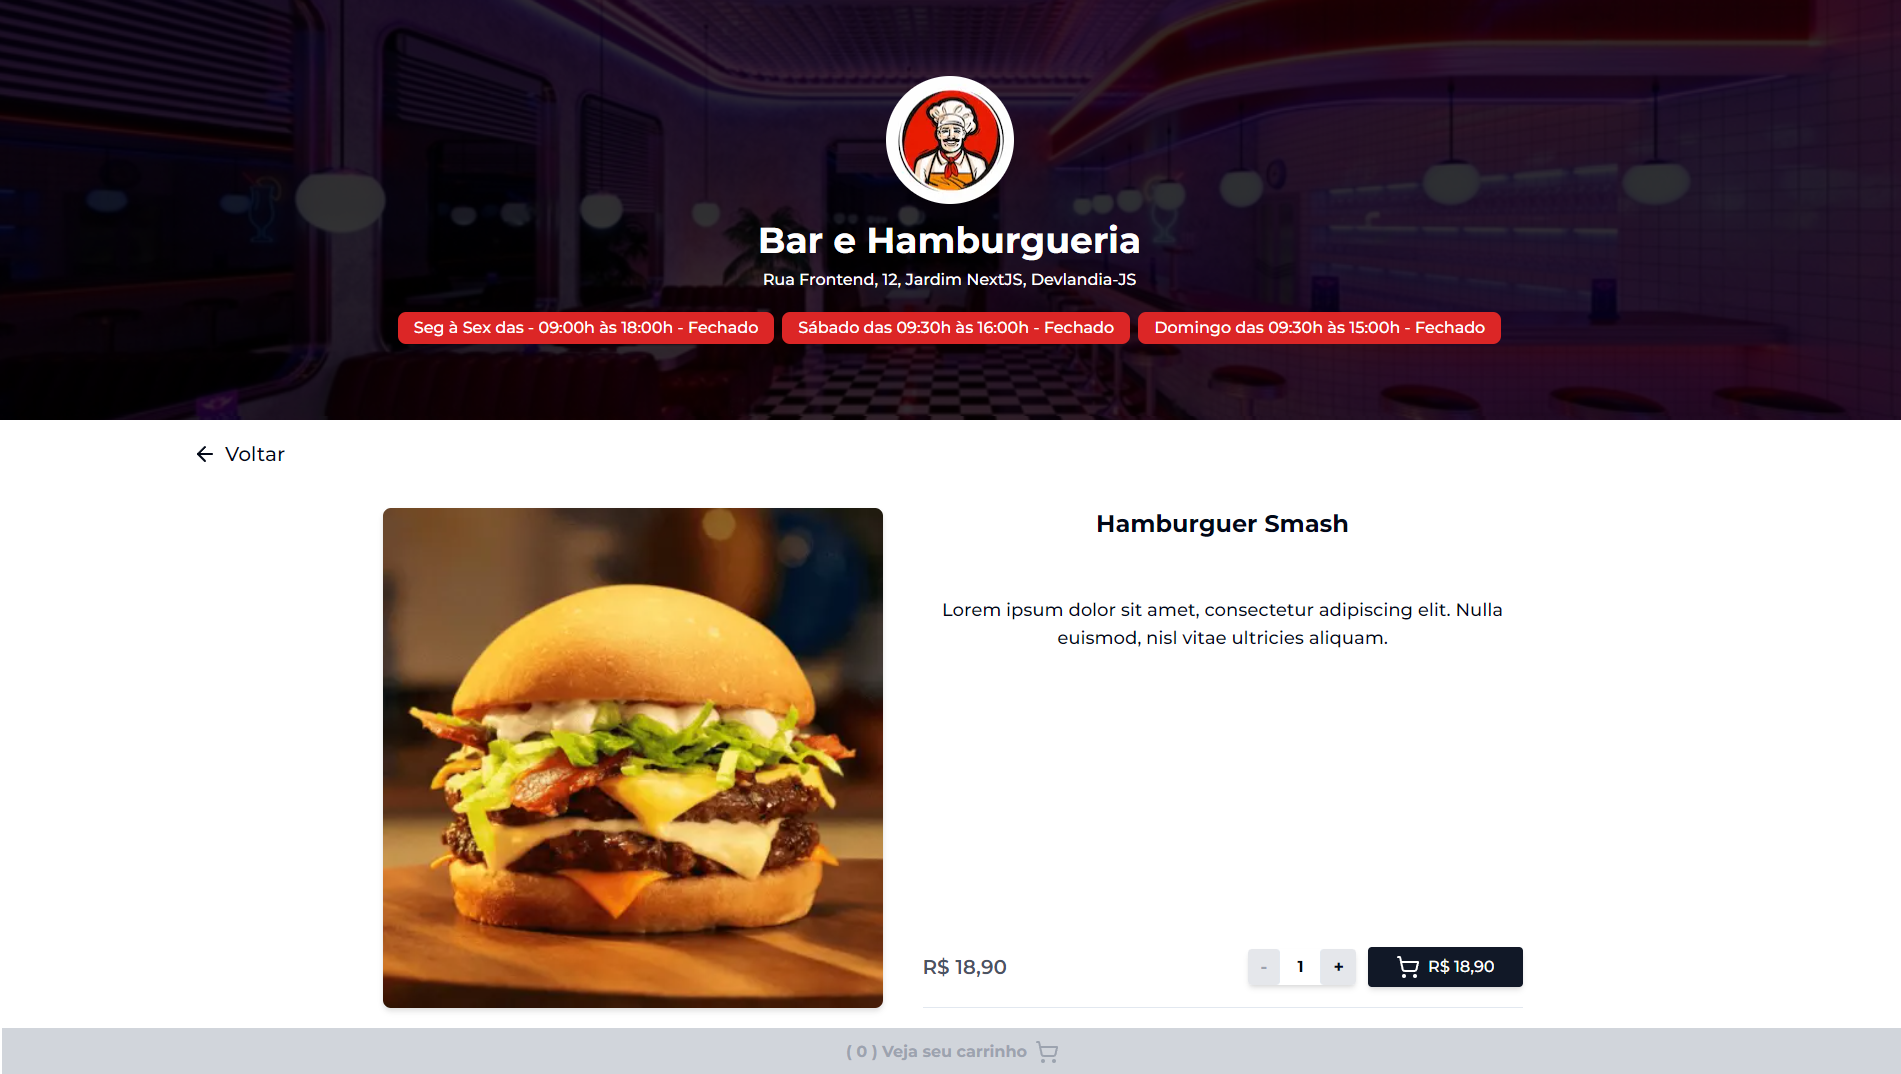 Bar e Hamburgueria
Rua Frontend, 12, Jardim NextJS, Devlandia-JS
Seg à Sex das - 09:00h às 18:00h - Fechado
Sábado das 09:30h às 16:00h - Fechado
Domingo das 09:30h às 15:00h - Fechado
Voltar
Hamburguer Smash
Lorem ipsum dolor sit amet, consectetur adipiscing elit. Nulla
euismod, nisl vitae ultricies aliquam.
R$ 18,90
- 1 +
R$ 18,90
( 0 ) Veja seu carrinho